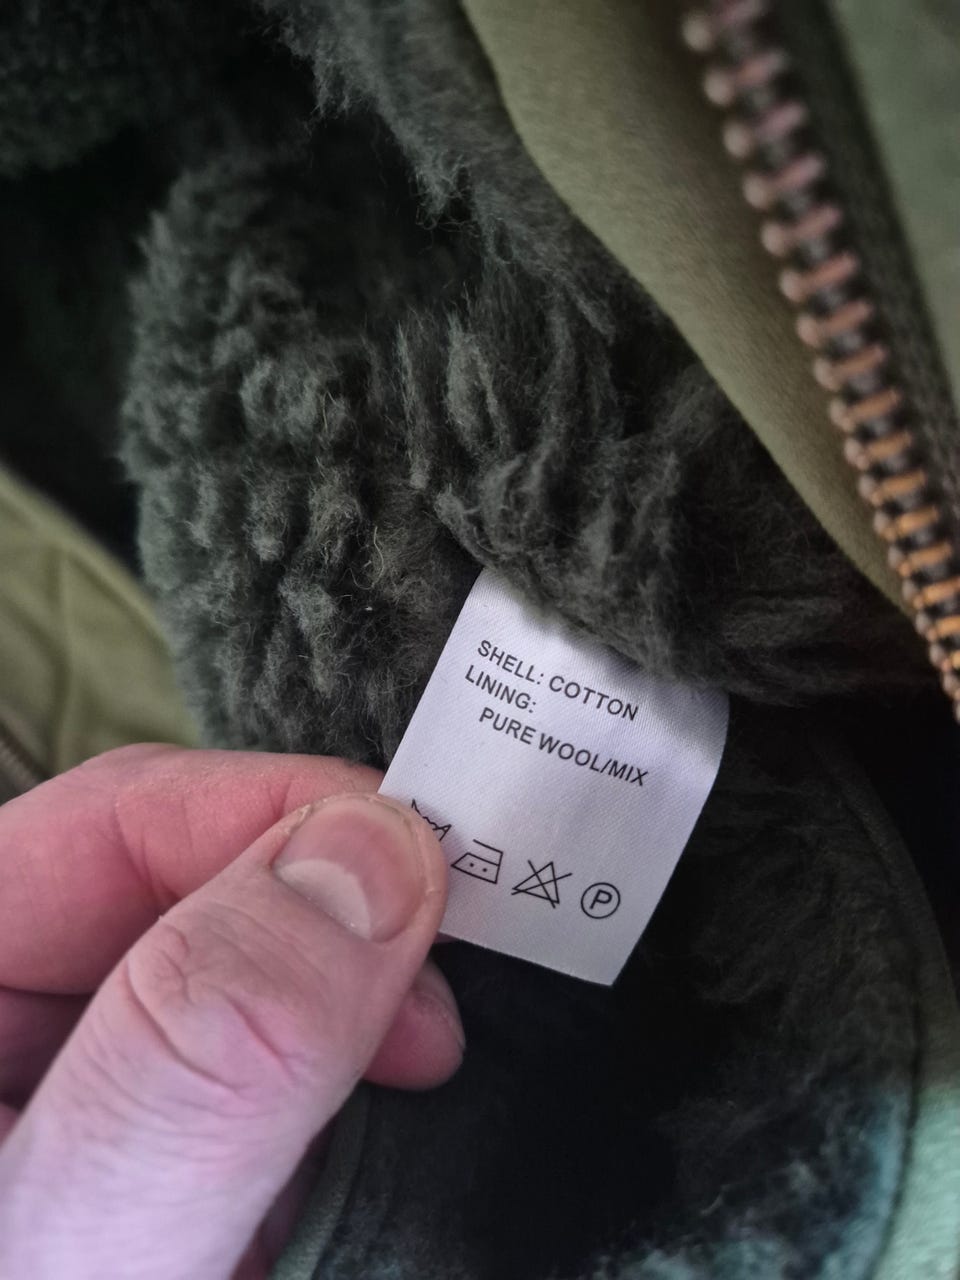 SHELL: COTTON
LINING:
PURE WOOL/MIX
P